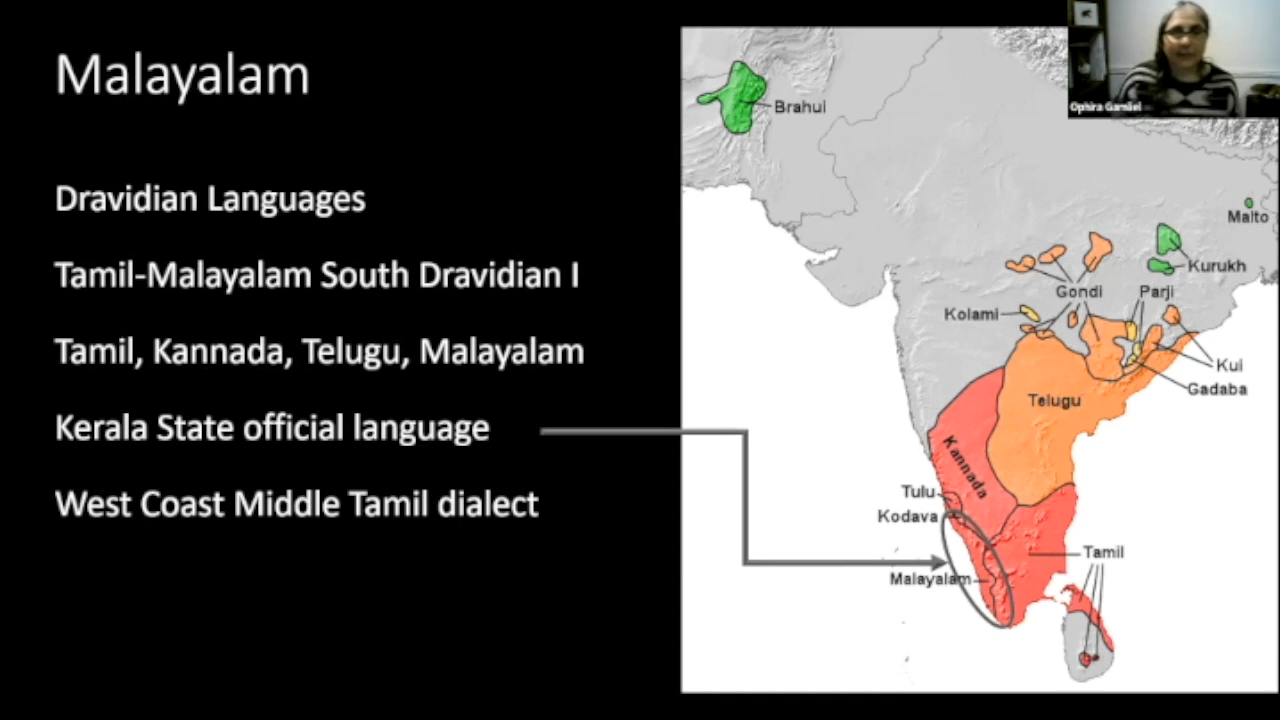 Malayalam
Dravidian Languages
Tamil-Malayalam South Dravidian I
Tamil, Kannada, Telugu, Malayalam
Kerala State official language
West Coast Middle Tamil dialect
Ophira Gamliel
Brahui
Malto
Kurukh
Gondi
Parji
Kolami
Kui
Gadaba
Telugu
Kannada
Tulu
Kodava
Tamil
Malayalam